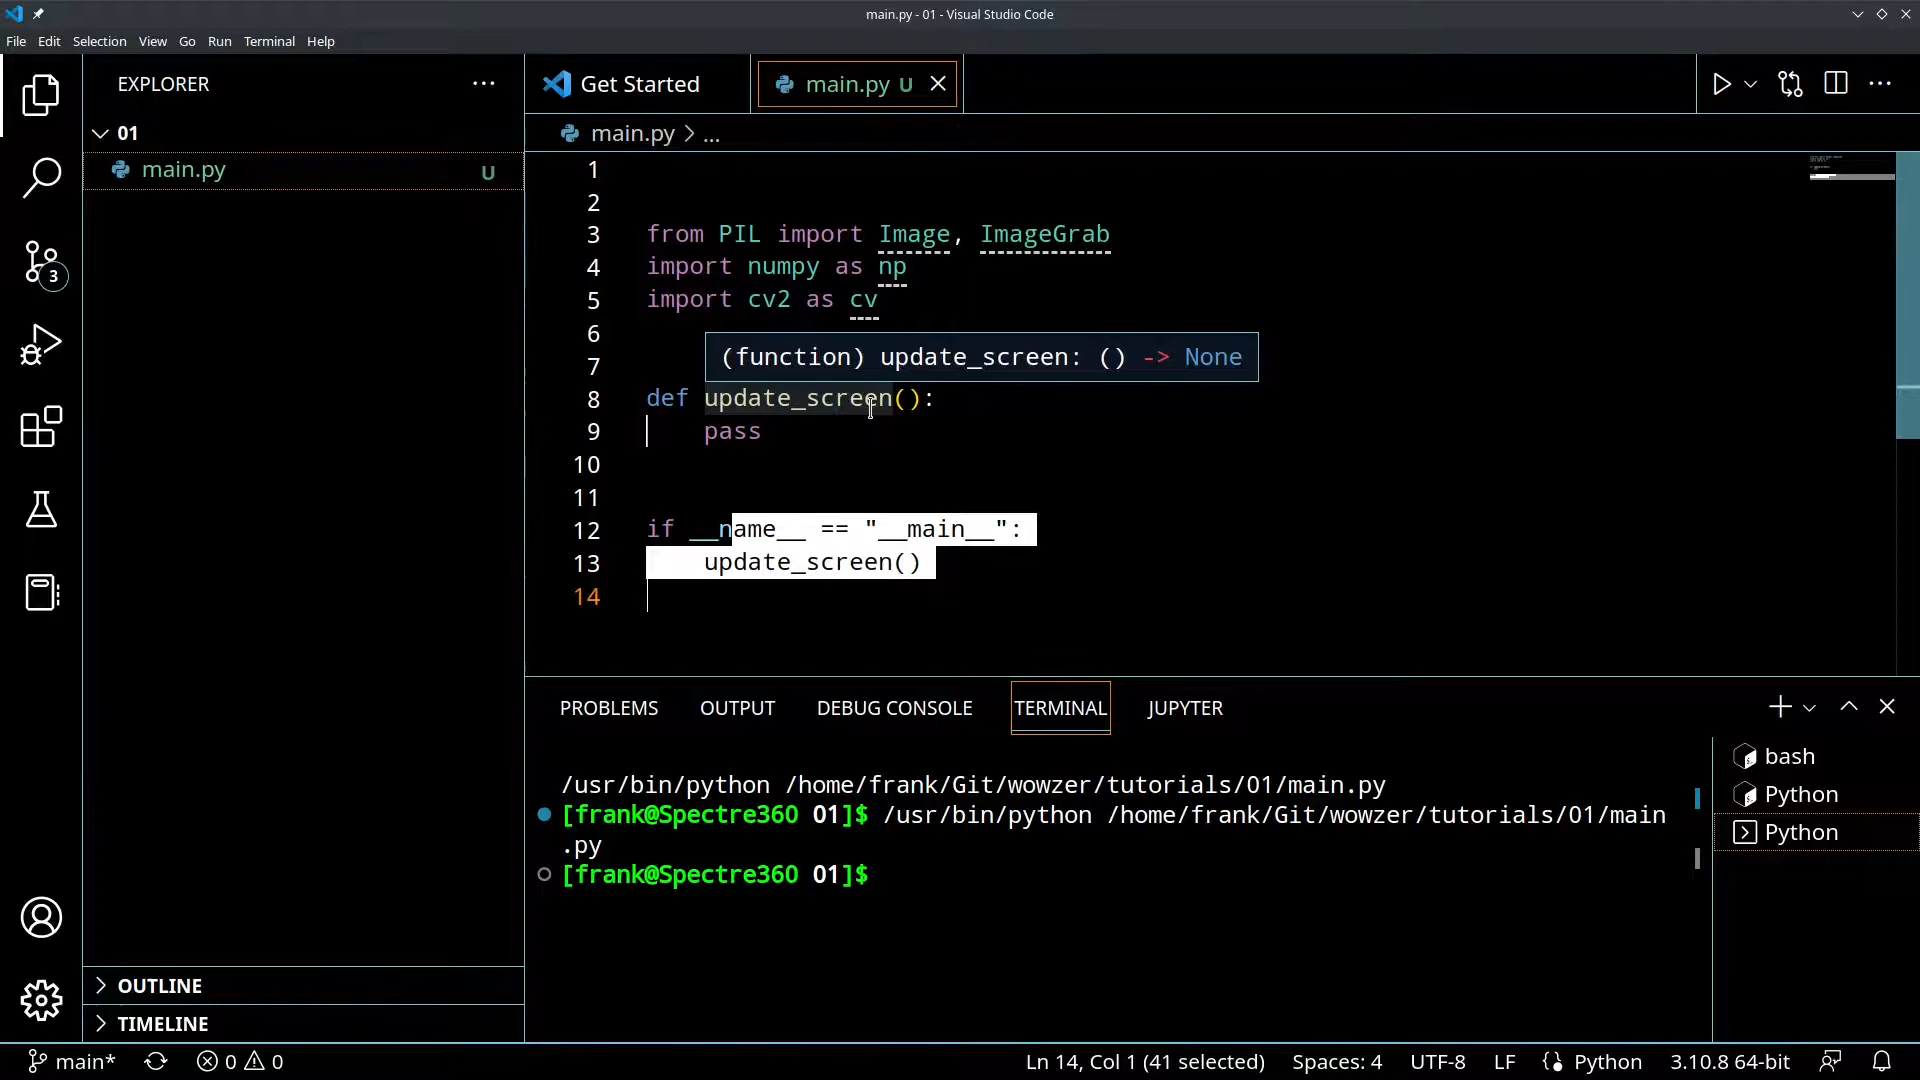 main.py - 01 - Visual Studio Code
File Edit Selection View Go Run Terminal Help
EXPLORER
Get Started
main.py U
01
main.py > ...
main.py U
3
1
2
3 from PIL import Image, ImageGrab
4 import numpy as np
5 import cv2 as cv
6
7 (function) update_screen: () -> None
8 def update_screen():
9 pass
10
11
12 if __name__ == "__main__":
13 update_screen()
14
PROBLEMS OUTPUT DEBUG CONSOLE TERMINAL JUPYTER
bash
Python
Python
/usr/bin/python /home/frank/Git/wowzer/tutorials/01/main.py
[frank@Spectre360 01]$ /usr/bin/python /home/frank/Git/wowzer/tutorials/01/main
.py
[frank@Spectre360 01]$
OUTLINE
TIMELINE
main* 0 0 Ln 14, Col 1 (41 selected) Spaces: 4 UTF-8 LF Python 3.10.8 64-bit